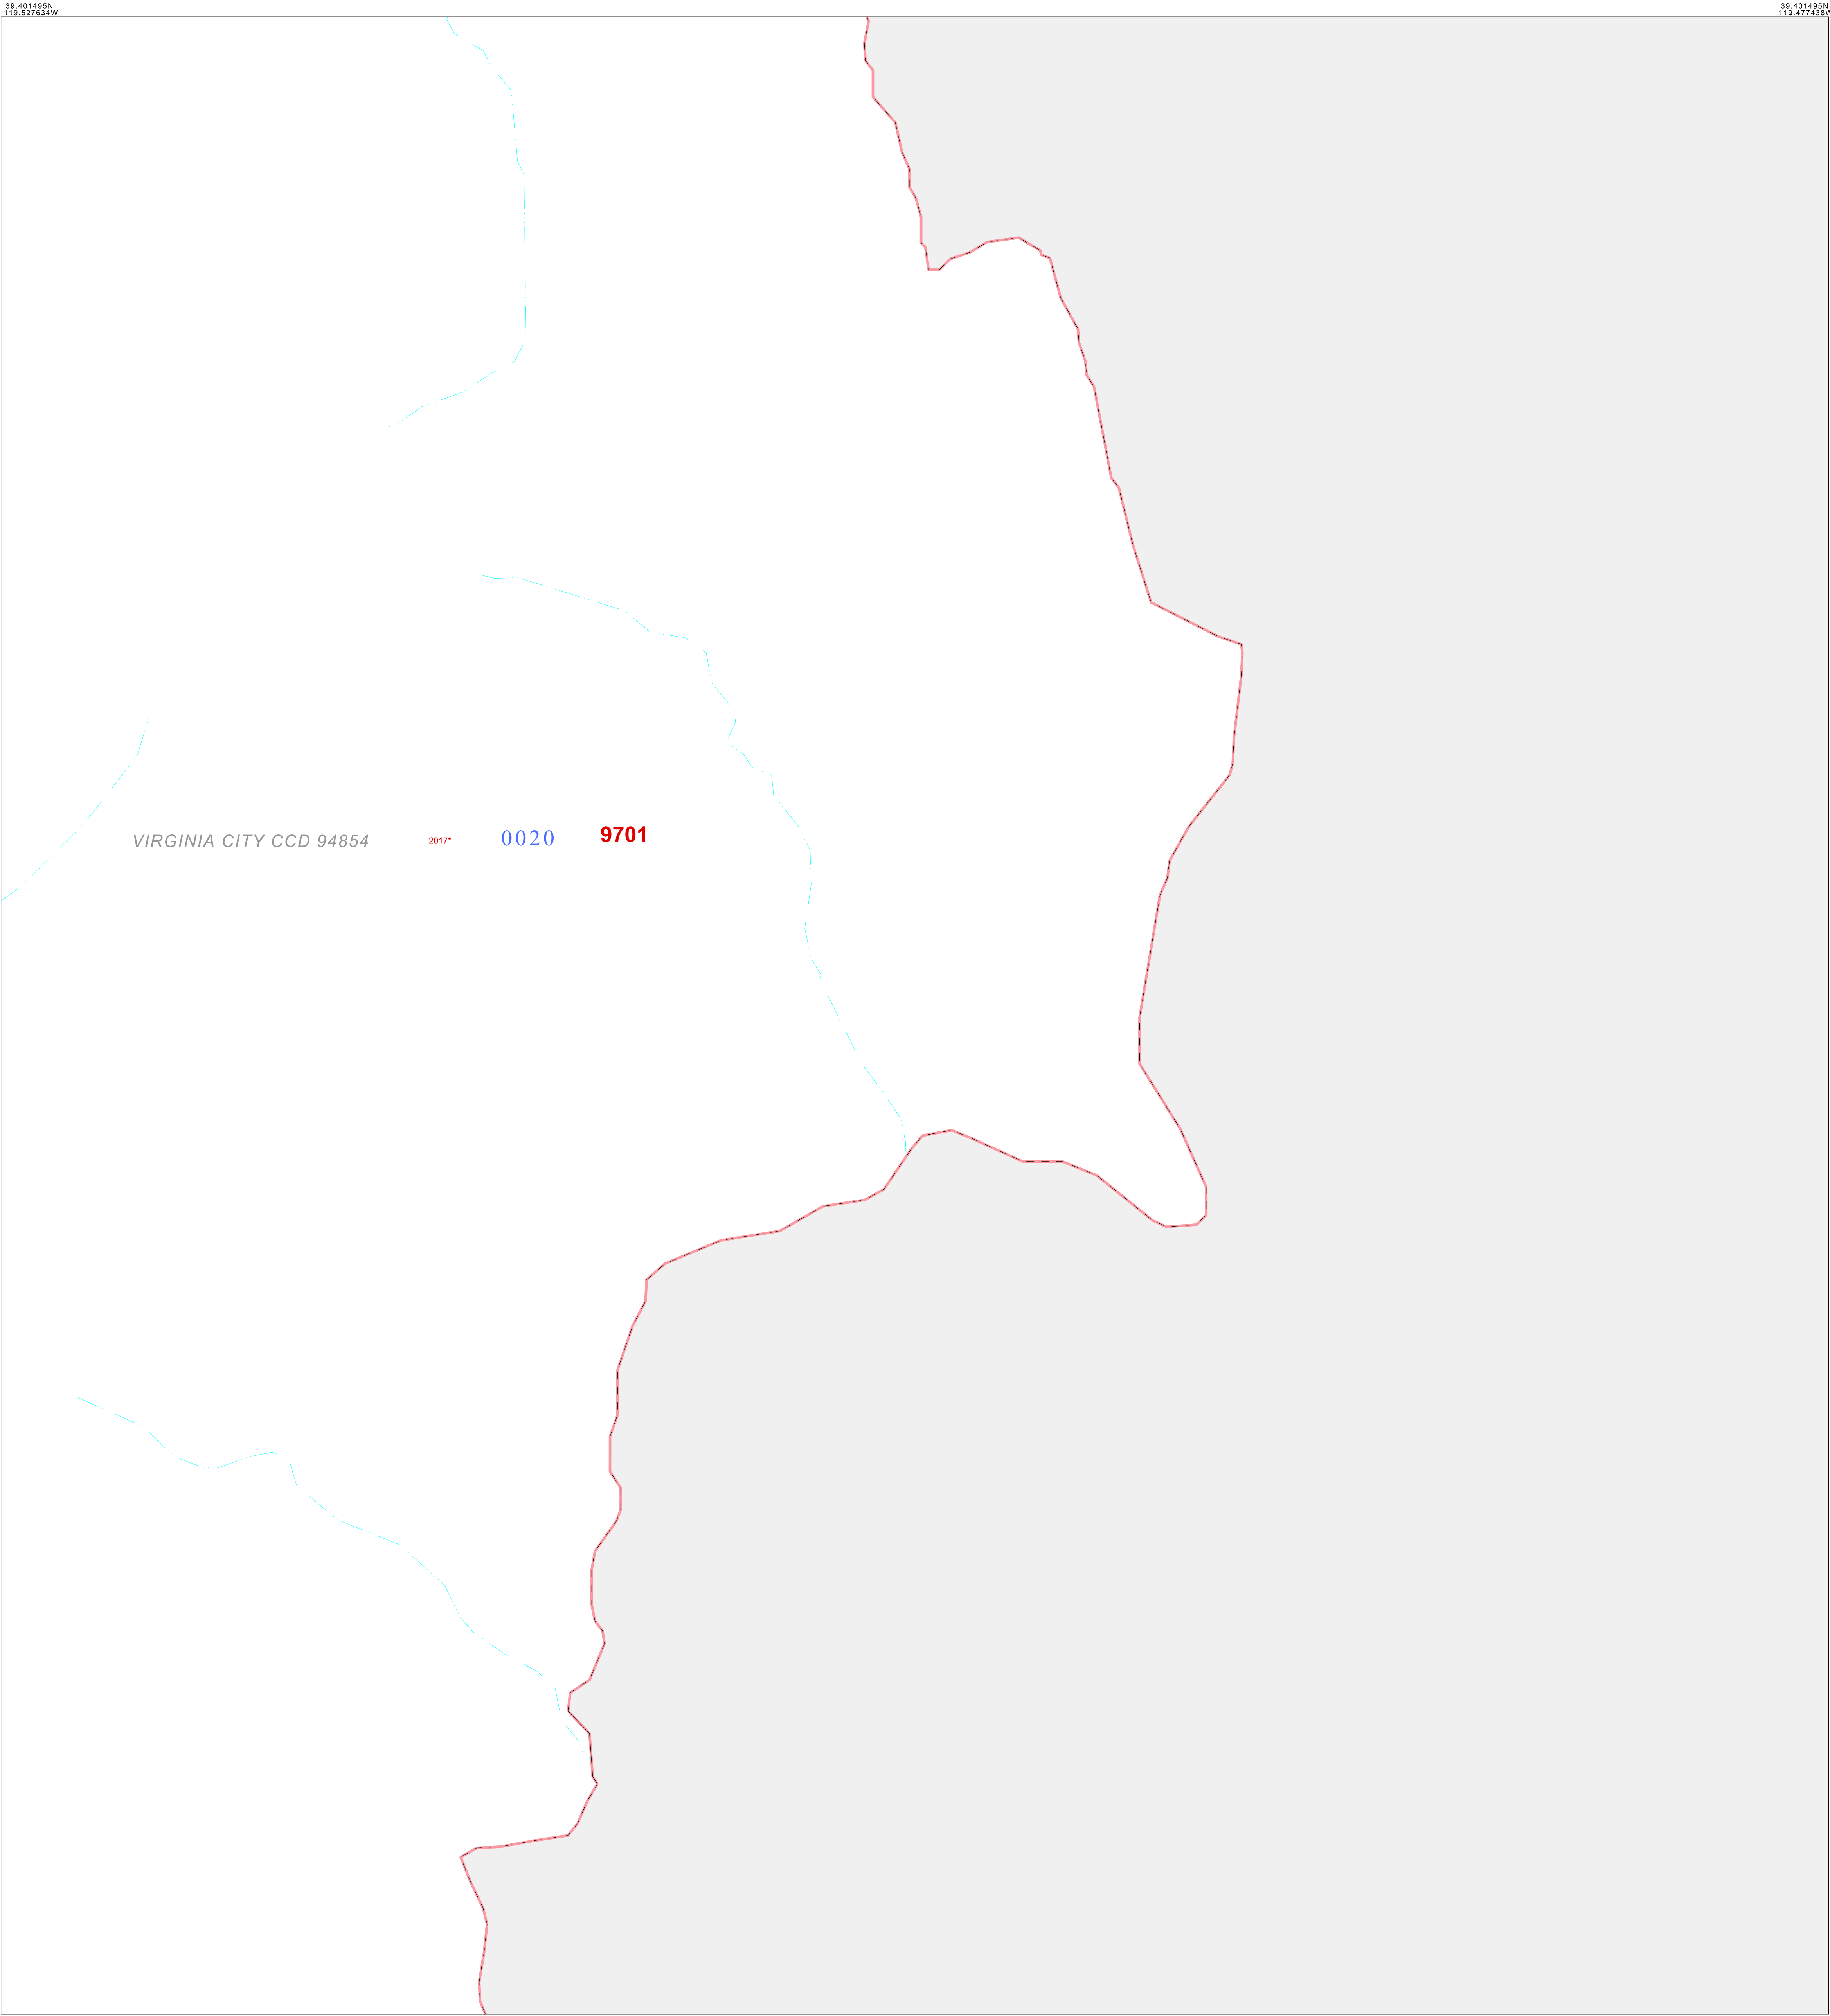 39.401495N
119.527634W
39.401495N
119.477438W
VIRGINIA CITY CCD 94854 2017* 0020 9701